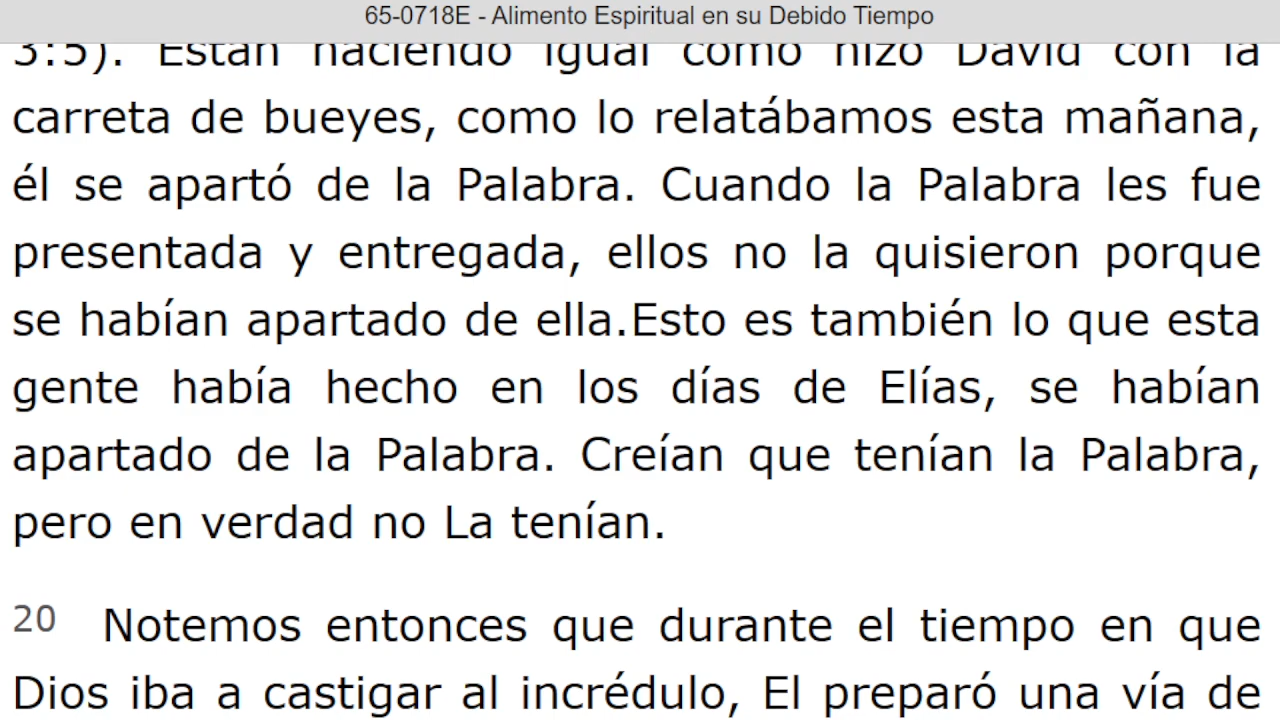 65-0718E - Alimento Espiritual en su Debido Tiempo
3:5). Están haciendo igual como hizo David con la
carreta de bueyes, como lo relatábamos esta mañana,
él se apartó de la Palabra. Cuando la Palabra les fue
presentada y entregada, ellos no la quisieron porque
se habían apartado de ella.Esto es también lo que esta
gente había hecho en los días de Elías, se habían
apartado de la Palabra. Creían que tenían la Palabra,
pero en verdad no La tenían.
20 Notemos entonces que durante el tiempo en que
Dios iba a castigar al incrédulo, El preparó una vía de